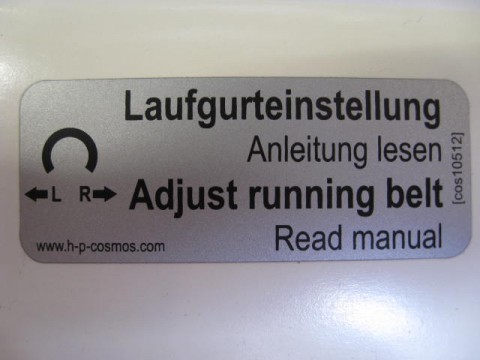 Laufgurteinstellung
Anleitung lesen
L R Adjust running belt
www.h-p-cosmos.com Read manual
[cos10512]